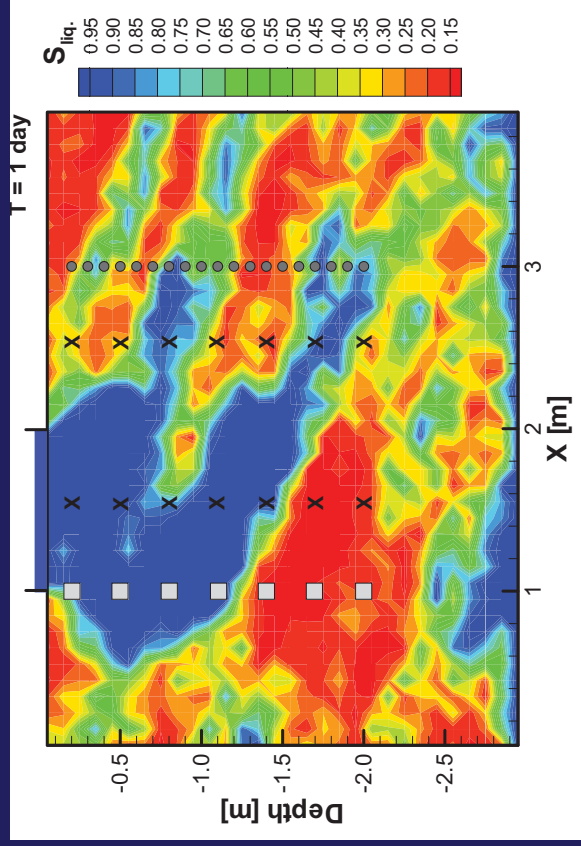 T = 1 day
S liq.
0.95
0.90
0.85
0.80
0.75
0.70
0.65
0.60
0.55
0.50
0.45
0.40
0.35
0.30
0.25
0.20
0.15
Depth [m]
-0.5
-1.0
-1.5
-2.0
-2.5
X X
X X
X X
X X
X X
X X
X X
1 2 3
X [m]